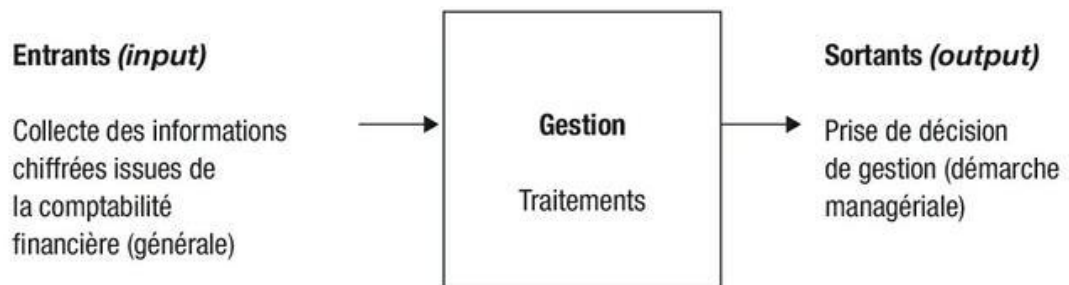 Entrants (input)
Collecte des informations
chiffrées issues de
la comptabilité
financière (générale)
Gestion
Traitements
Sortants (output)
Prise de décision
de gestion (démarche
managériale)